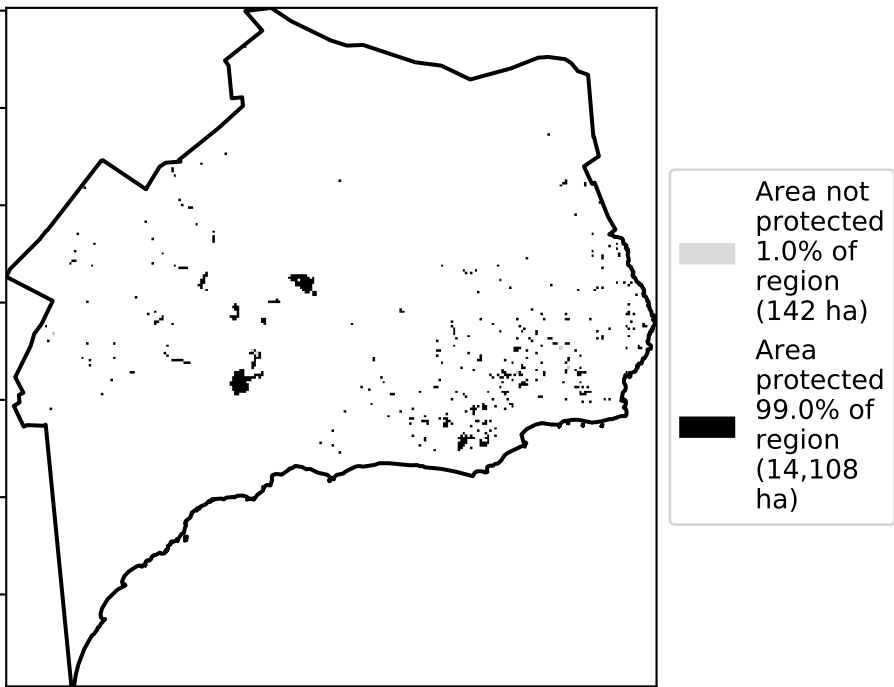 Area not
protected
1.0% of
region
(142 ha)
Area
protected
99.0% of
region
(14,108
ha)